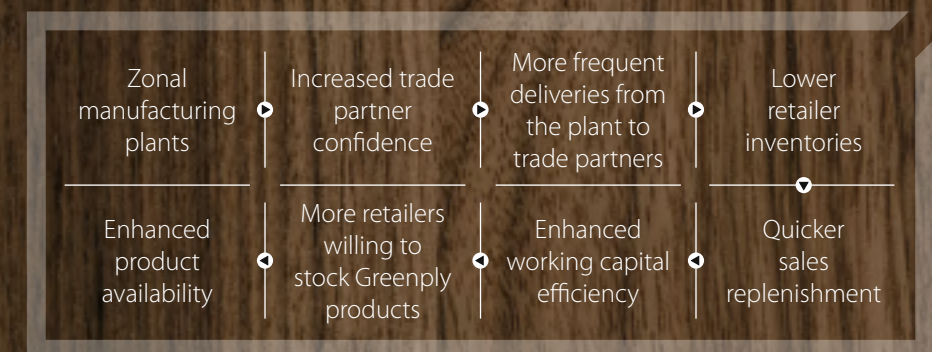 Zonal
manufacturing
plants
Increased trade
partner
confidence
More frequent
deliveries from
the plant to
trade partners
Lower
retailer
inventories
Quicker
sales
replenishment
Enhanced
working capital
efficiency
More retailers
willing to
stock Greenply
products
Enhanced
product
availability